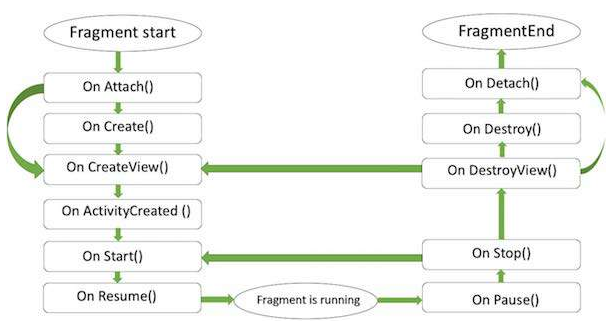 Fragment start
On Attach()
On Create()
On CreateView()
On ActivityCreated ()
On Start()
On Resume()
Fragment is running
FragmentEnd
On Detach()
On Destroy()
On DestroyView()
On Stop()
On Pause()